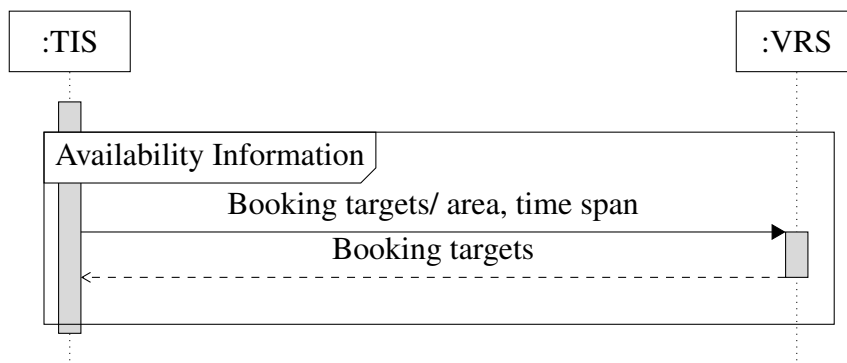 :TIS
:VRS
Availability Information
Booking targets/ area, time span
Booking targets